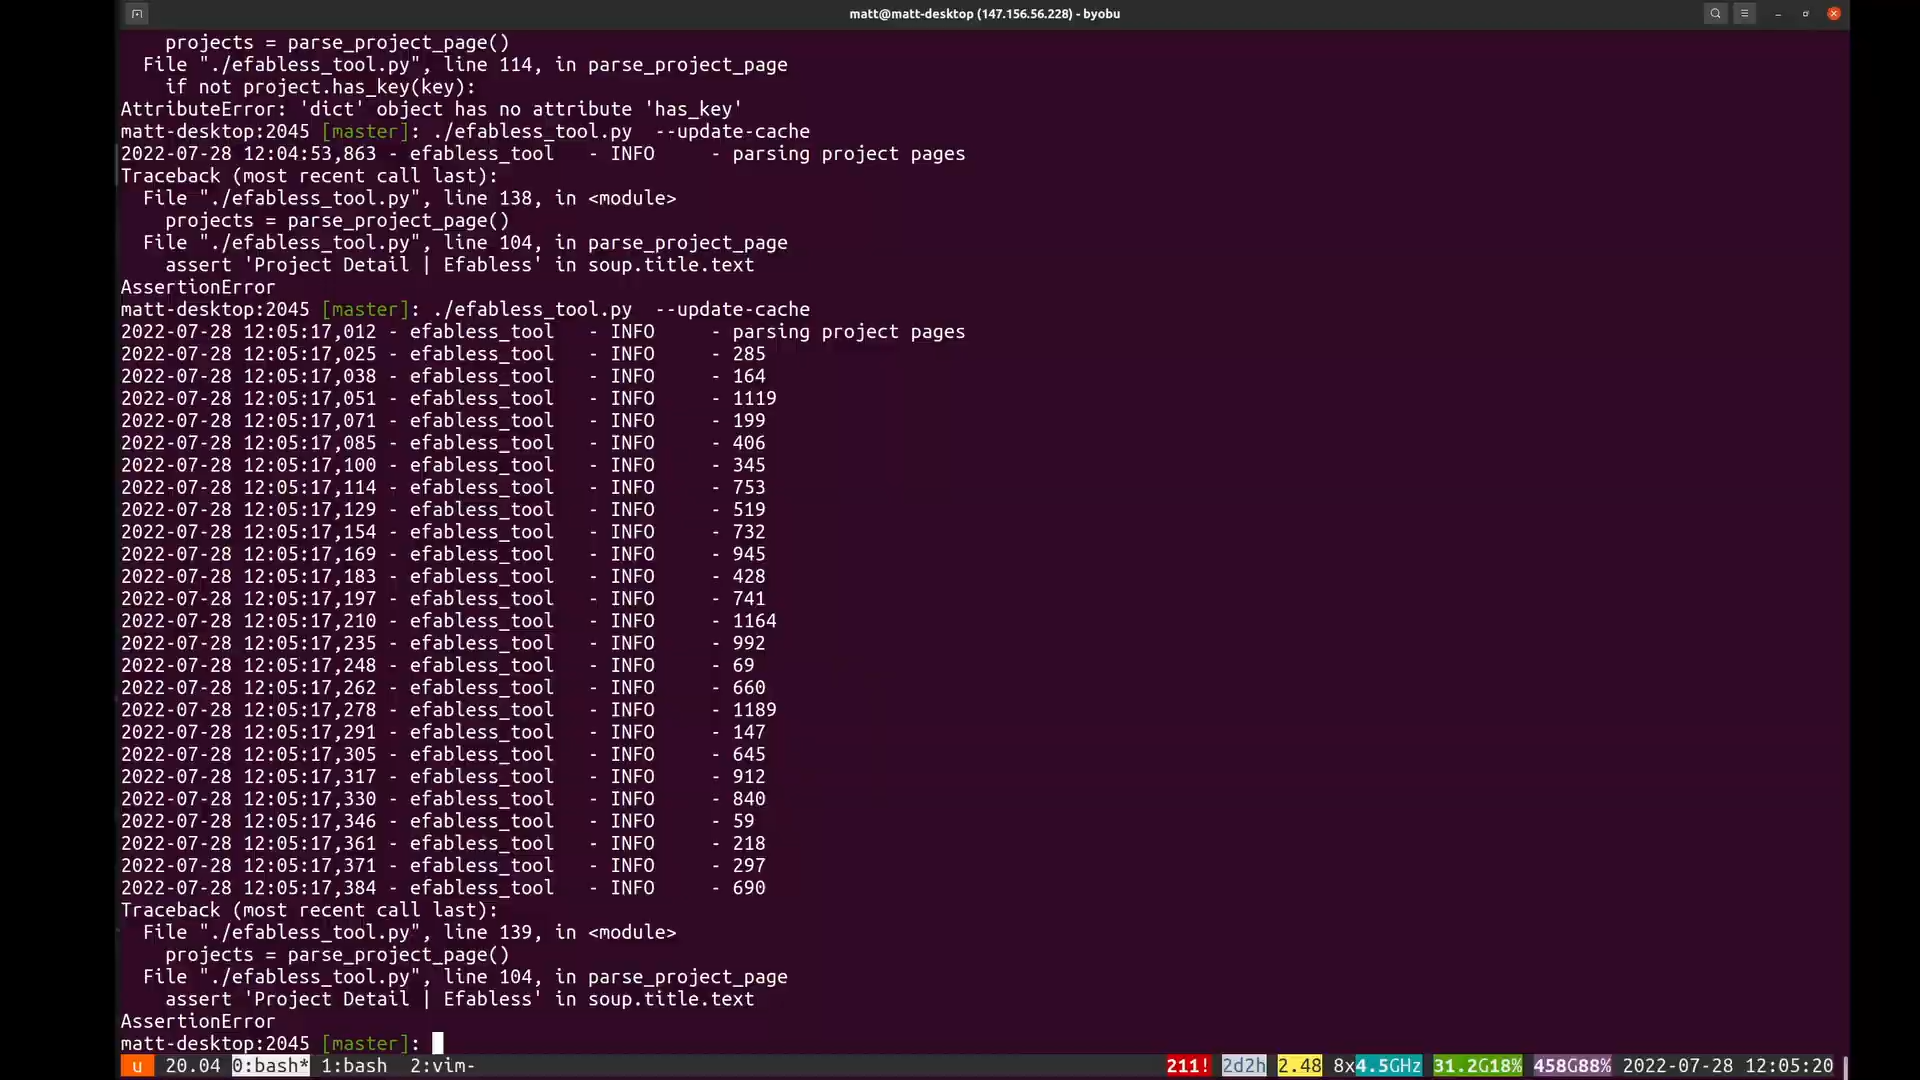 matt@matt-desktop (147.156.56.228) - byobu
    projects = parse_project_page()
  File "./efabless_tool.py", line 114, in parse_project_page
    if not project.has_key(key):
AttributeError: 'dict' object has no attribute 'has_key'
matt-desktop:2045 [master]: ./efabless_tool.py  --update-cache
2022-07-28 12:04:53,863 - efabless_tool   - INFO     - parsing project pages
Traceback (most recent call last):
  File "./efabless_tool.py", line 138, in <module>
    projects = parse_project_page()
  File "./efabless_tool.py", line 104, in parse_project_page
    assert 'Project Detail | Efabless' in soup.title.text
AssertionError
matt-desktop:2045 [master]: ./efabless_tool.py  --update-cache
2022-07-28 12:05:17,012 - efabless_tool   - INFO     - parsing project pages
2022-07-28 12:05:17,025 - efabless_tool   - INFO     - 285
2022-07-28 12:05:17,038 - efabless_tool   - INFO     - 164
2022-07-28 12:05:17,051 - efabless_tool   - INFO     - 1119
2022-07-28 12:05:17,071 - efabless_tool   - INFO     - 199
2022-07-28 12:05:17,085 - efabless_tool   - INFO     - 406
2022-07-28 12:05:17,100 - efabless_tool   - INFO     - 345
2022-07-28 12:05:17,114 - efabless_tool   - INFO     - 753
2022-07-28 12:05:17,129 - efabless_tool   - INFO     - 519
2022-07-28 12:05:17,154 - efabless_tool   - INFO     - 732
2022-07-28 12:05:17,169 - efabless_tool   - INFO     - 945
2022-07-28 12:05:17,183 - efabless_tool   - INFO     - 428
2022-07-28 12:05:17,197 - efabless_tool   - INFO     - 741
2022-07-28 12:05:17,210 - efabless_tool   - INFO     - 1164
2022-07-28 12:05:17,235 - efabless_tool   - INFO     - 992
2022-07-28 12:05:17,248 - efabless_tool   - INFO     - 69
2022-07-28 12:05:17,262 - efabless_tool   - INFO     - 660
2022-07-28 12:05:17,278 - efabless_tool   - INFO     - 1189
2022-07-28 12:05:17,291 - efabless_tool   - INFO     - 147
2022-07-28 12:05:17,305 - efabless_tool   - INFO     - 645
2022-07-28 12:05:17,317 - efabless_tool   - INFO     - 912
2022-07-28 12:05:17,330 - efabless_tool   - INFO     - 840
2022-07-28 12:05:17,346 - efabless_tool   - INFO     - 59
2022-07-28 12:05:17,361 - efabless_tool   - INFO     - 218
2022-07-28 12:05:17,371 - efabless_tool   - INFO     - 297
2022-07-28 12:05:17,384 - efabless_tool   - INFO     - 690
Traceback (most recent call last):
  File "./efabless_tool.py", line 139, in <module>
    projects = parse_project_page()
  File "./efabless_tool.py", line 104, in parse_project_page
    assert 'Project Detail | Efabless' in soup.title.text
AssertionError
matt-desktop:2045 [master]:
u 20.04 0:bash* 1:bash  2:vim- 211! 2d2h 2.48 8x4.5GHz 31.2G18% 458G88% 2022-07-28 12:05:20